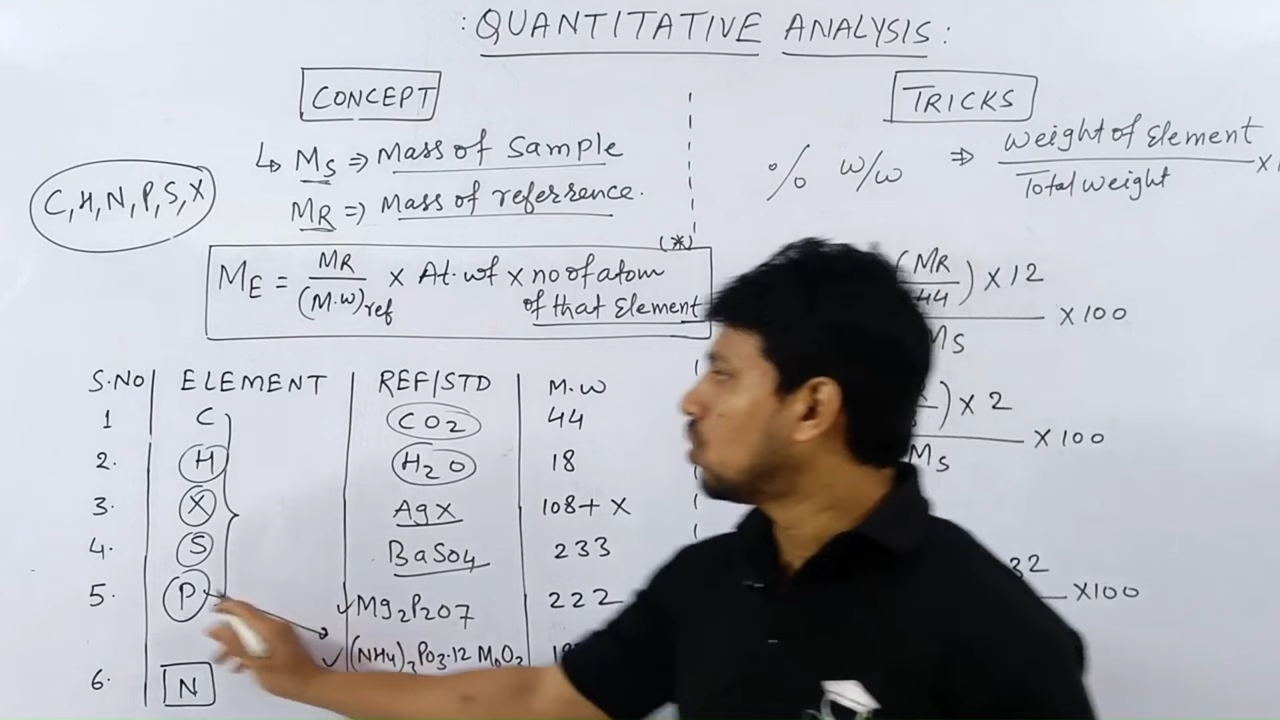 : QUANTITATIVE ANALYSIS :
CONCEPT
↳ MS ⇒ Mass of Sample
MR ⇒ Mass of referrence.
C, H, N, P, S, X
(*)
ME = MR/(M.W)ref × At. wt × no of atom
of that Element
S.NO | ELEMENT | REF/STD | M.W
1 C CO2 44
2. H H2O 18
3. X AgX 108 + X
4. S BaSO4 233
5. P ✓Mg2P2O7 222
✓(NH4)3PO3.12 MoO3
6. N
TRICKS
% w/w ⇒ Weight of Element
Total weight
(MR/44) × 12
MS × 100
) × 2
MS × 100
32
×100